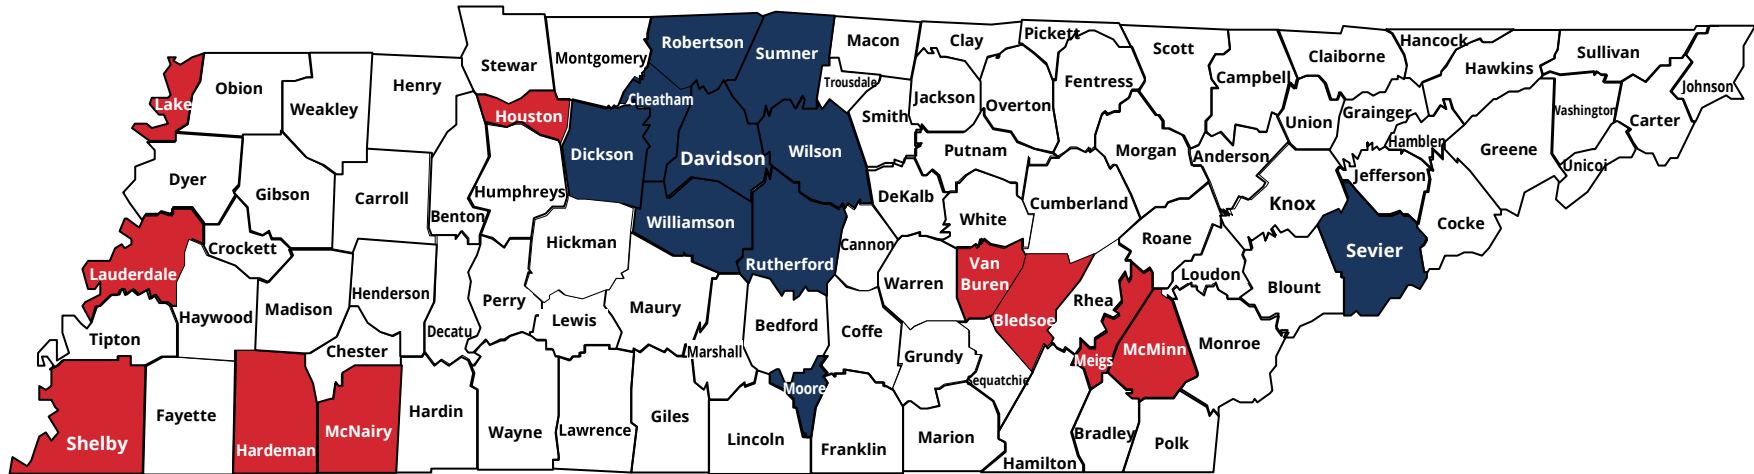 Pickett
Hancock
Macon
Clay
Robertson
Scott
Sumner
Sullivan
Montgomery
Claiborne
Stewar
Hawkins
Campbell
Fentress
Trousdale
Henry
Obion
Johnson
Jackson
Cheatham
Lake
Overton
Weakley
Washington
Grainger
Houston
Smith
Carter
Union
Hamblen
Putnam
Morgan
Wilson
Greene
Dickson
Davidson
Anderson
Unicoi
Jefferson
Dyer
Humphreys
Gibson
DeKalb
Carroll
Cumberland
Knox
Benton
White
Williamson
Cocke
Roane
Hickman
Cannon
Crockett
Sevier
Van
Buren
Rutherford
Lauderdale
Loudon
Warren
Blount
Henderson
Perry
Rhea
Maury
Madison
Haywood
Lewis
Bledsoe
Bedford
Coffe
Decatu
Tipton
Monroe
McMinn
Chester
Marshall
Grundy
Meigs
Sequatchie
Moore
Hardin
Fayette
Giles
Lawrence
McNairy
Wayne
Bradley
Marion
Lincoln
Shelby
Polk
Franklin
Hardeman
Hamilton